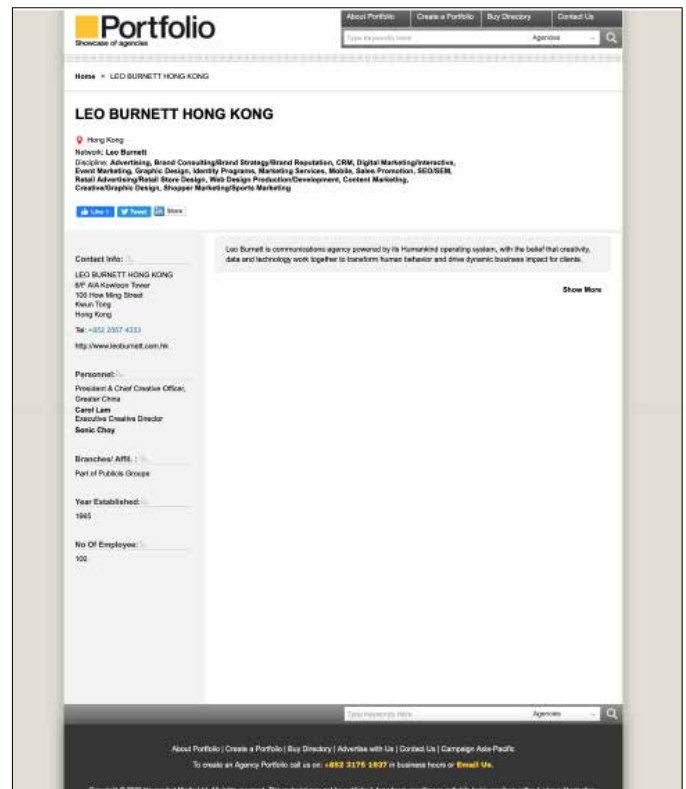 Portfolio
Showcase of agencies
About Portfolio
Create a Portfolio
Buy Directory
Contact Us
Type Keywords Here
Agencies
Home > LEO BURNETT HONG KONG
LEO BURNETT HONG KONG
Hong Kong
Network: Leo Burnett
Discipline: Advertising, Brand Consulting/Brand Strategy/Brand Reputation, CRM, Digital Marketing/Interactive,
Event Marketing, Graphic Design, Identity Programs, Marketing Services, Mobile, Sales Promotion, SEO/SEM,
Retail Advertising/Retail Store Design, Web Design Production/Development, Content Marketing,
Creative/Graphic Design, Shopper Marketing/Sports Marketing
Like
Tweet
Share
Contact Info:
LEO BURNETT HONG KONG
6/F AIA Kowloon Tower
100 How Ming Street
Kwun Tong
Hong Kong
Tel: +852 2567 4333
http://www.leoburnett.com.hk
Personnel:
President & Chief Creative Officer,
Greater China
Carol Lam
Executive Creative Director
Sonic Choy
Branches/ Affil. :
Part of Publicis Groupe
Year Established:
No Of Employee:
100
Leo Burnett is communications agency powered by its Humankind operating system, with the belief that creativity,
data and technology work together to transform human behavior and drive dynamic business impact for clients.
Show More
Type Keywords Here
Agencies
About Portfolio | Create a Portfolio | Buy Directory | Advertise with Us | Contact Us | Campaign Asia-Pacific
To create an Agency Portfolio call us on: +852 3175 1937 in business hours or Email Us.